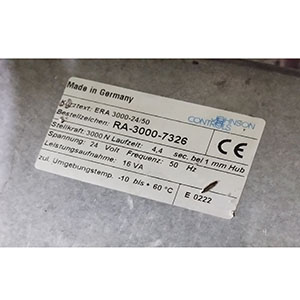 Made in Germany
Kurztext: ERA 3000-24/50
Bestellzeichen: RA-3000-7326
JOHNSON
CONTROLS
Stellkraft: 3000 N Laufzeit: 4,4 sec. bei 1 mm Hub
Spannung: 24 Volt Frequenz: 50 Hz
Leistungsaufnahme: 16 VA
zul. Umgebungstemp. -10 bis + 60 °C
CE
E 0222